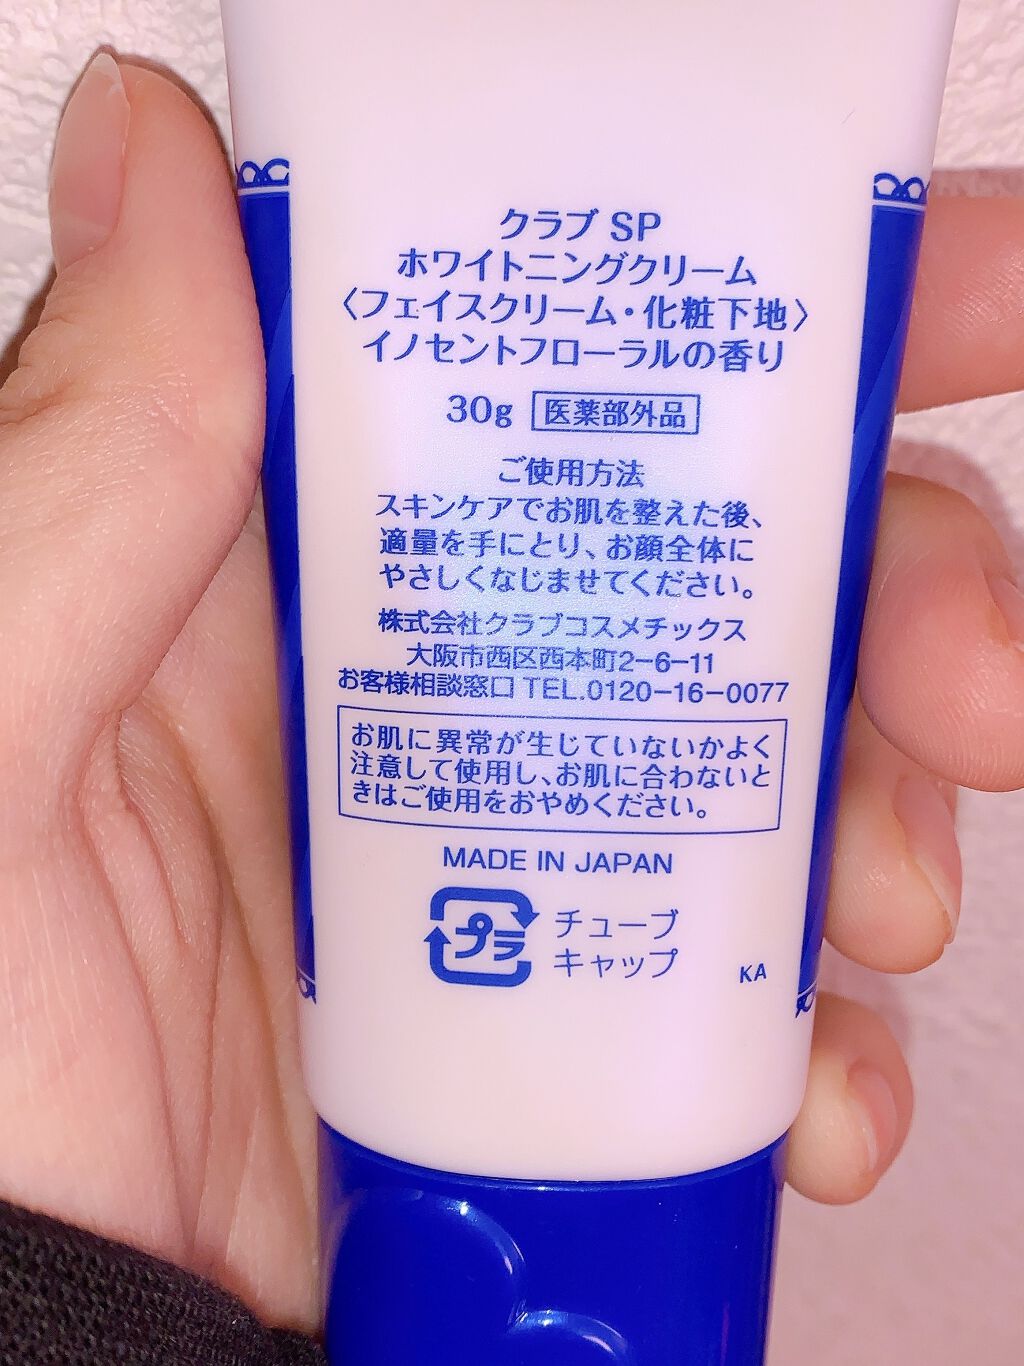 クラブ SP
ホワイトニングクリーム
〈フェイスクリーム・化粧下地〉
イノセントフローラルの香り
30g 医薬部外品
ご使用方法
スキンケアでお肌を整えた後、
適量を手にとり、お顔全体に
やさしくなじませてください。
株式会社クラブコスメチックス
大阪市西区西本町2−6−11
お客様相談窓口 TEL.0120−16−0077
お肌に異常が生じていないかよく
注意して使用し、お肌に合わないと
きはご使用をおやめください。
MADE IN JAPAN
プラ チューブ
キャップ
KA